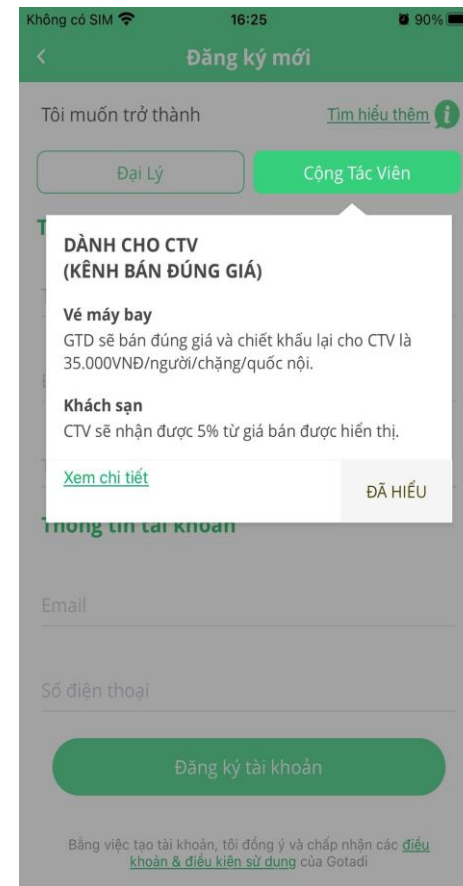 Không có SIM 16:25 90%
Đăng ký mới
Tôi muốn trở thành Tìm hiểu thêm
Đại Lý Cộng Tác Viên
DÀNH CHO CTV
(KÊNH BÁN ĐÚNG GIÁ)
Vé máy bay
GTD sẽ bán đúng giá và chiết khấu lại cho CTV là
35.000VNĐ/người/chặng/quốc nội.
Khách sạn
CTV sẽ nhận được 5% từ giá bán được hiển thị.
Xem chi tiết ĐÃ HIỂU
Thông tin tài khoản
Email
Số điện thoại
Đăng ký tài khoản
Bằng việc tạo tài khoản, tôi đồng ý và chấp nhận các điều
khoản & điều kiện sử dụng của Gotadi